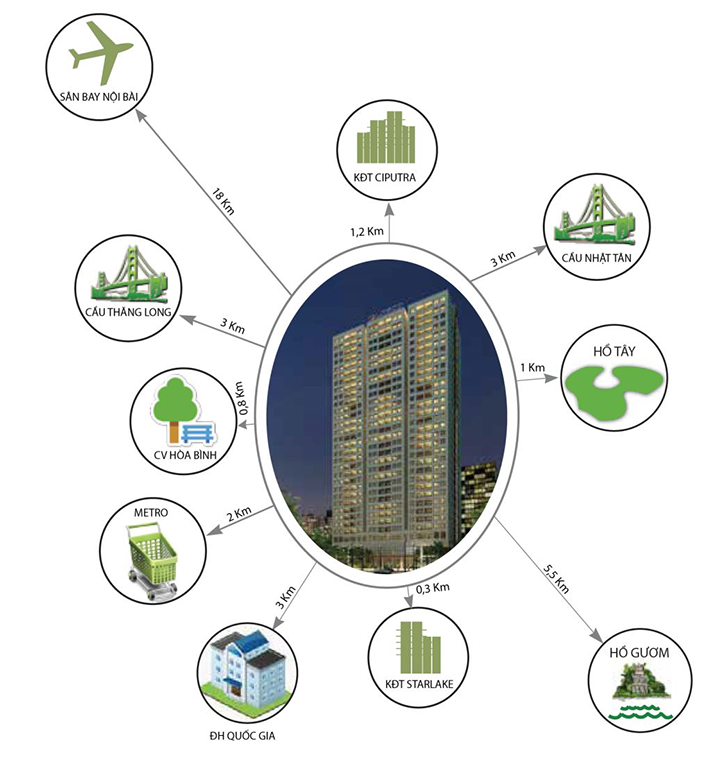 SÂN BAY NỘI BÀI
18 Km
KĐT CIPUTRA
1,2 Km
CẦU NHẬT TÂN
3 Km
CẦU THĂNG LONG
3 Km
HỒ TÂY
1 Km
CV HÒA BÌNH
0,8 Km
METRO
2 Km
ĐH QUỐC GIA
3 Km
KĐT STARLAKE
0,3 Km
HỒ GƯƠM
5,5 Km